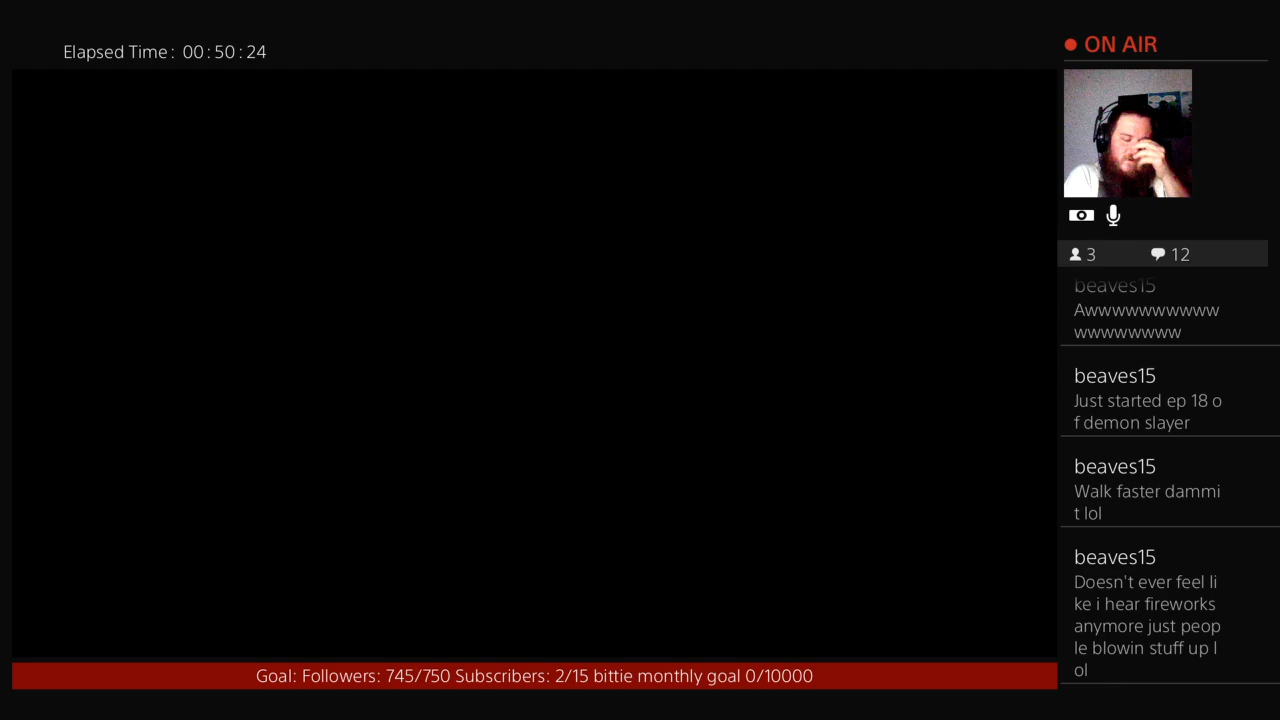 Elapsed Time: 00:50:24
ON AIR
3 12
beaves15
Awwwwwwwwww
wwwwwwww
beaves15
Just started ep 18 o
f demon slayer
beaves15
Walk faster dammi
t lol
beaves15
Doesn't ever feel li
ke i hear fireworks
anymore just peop
le blowin stuff up l
ol
Goal: Followers: 745/750 Subscribers: 2/15 bittie monthly goal 0/10000